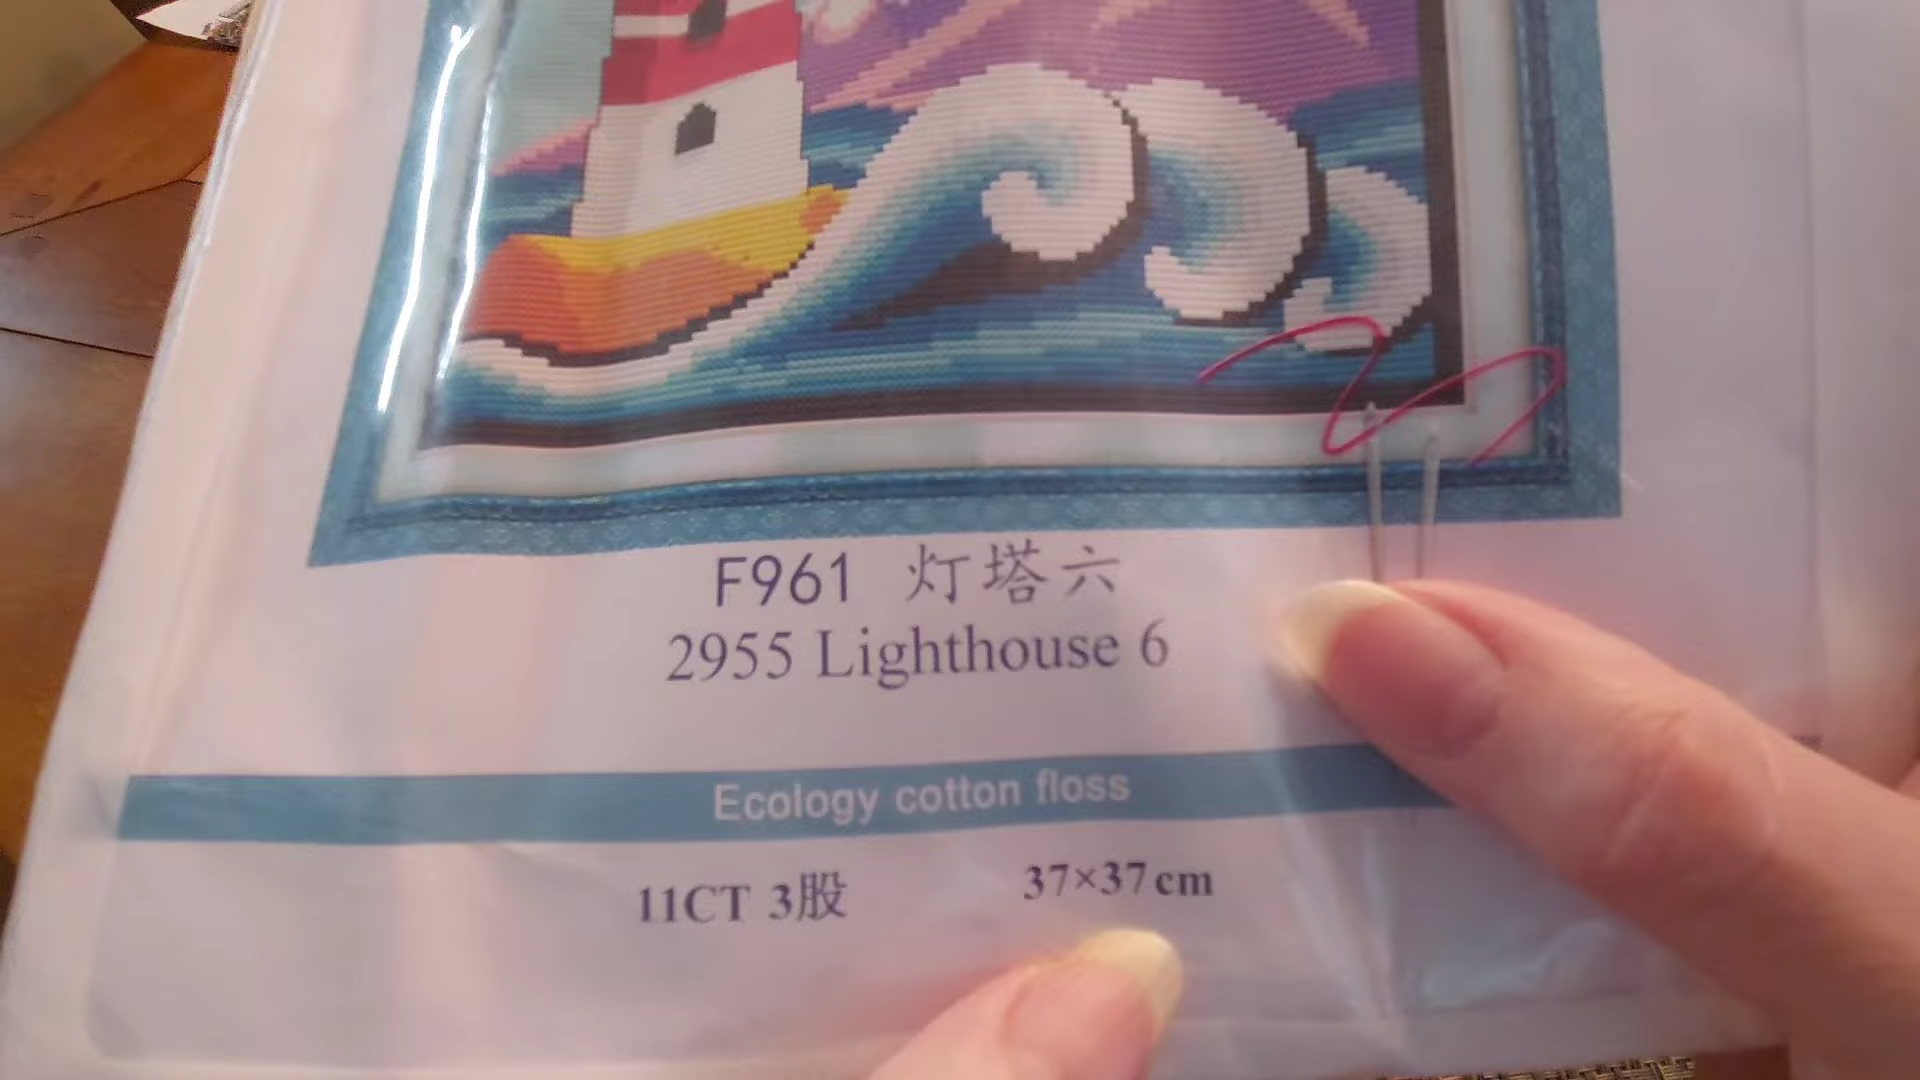 F961 灯塔六
2955 Lighthouse 6
Ecology cotton floss
11CT 3股 37×37cm